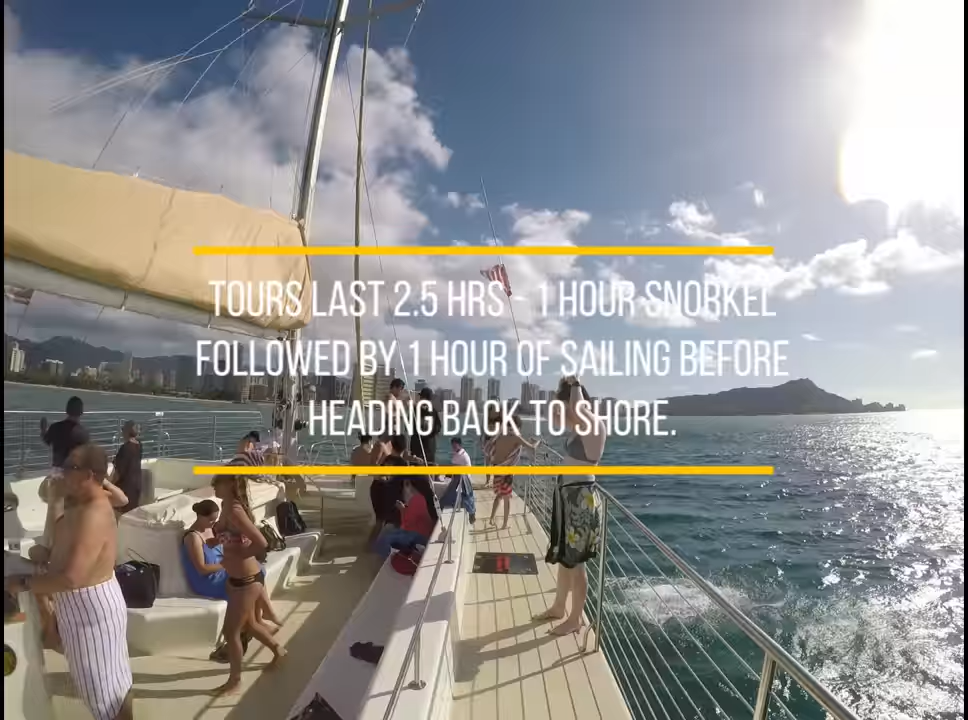 TOURS LAST 2.5 HRS - 1 HOUR SNORKEL
FOLLOWED BY 1 HOUR OF SAILING BEFORE
HEADING BACK TO SHORE.